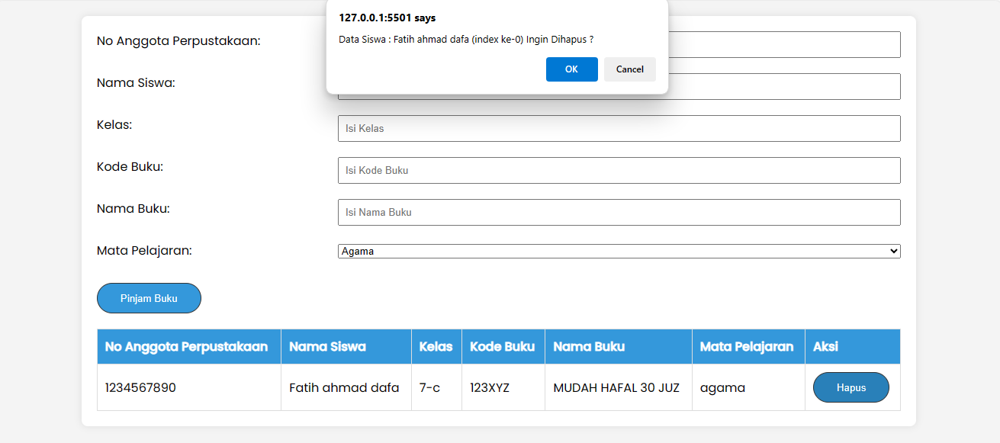 127.0.0.1:5501 says
Data Siswa : Fatih ahmad dafa (index ke-0) Ingin Dihapus ?
OK Cancel
No Anggota Perpustakaan:
Nama Siswa:
Kelas: Isi Kelas
Kode Buku: Isi Kode Buku
Nama Buku: Isi Nama Buku
Mata Pelajaran: Agama
Pinjam Buku
No Anggota Perpustakaan Nama Siswa Kelas Kode Buku Nama Buku Mata Pelajaran Aksi
1234567890 Fatih ahmad dafa 7-c 123XYZ MUDAH HAFAL 30 JUZ agama Hapus